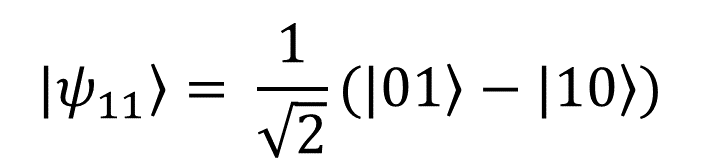 |ψ₁₁⟩ = 1/√2 (|01⟩ − |10⟩)